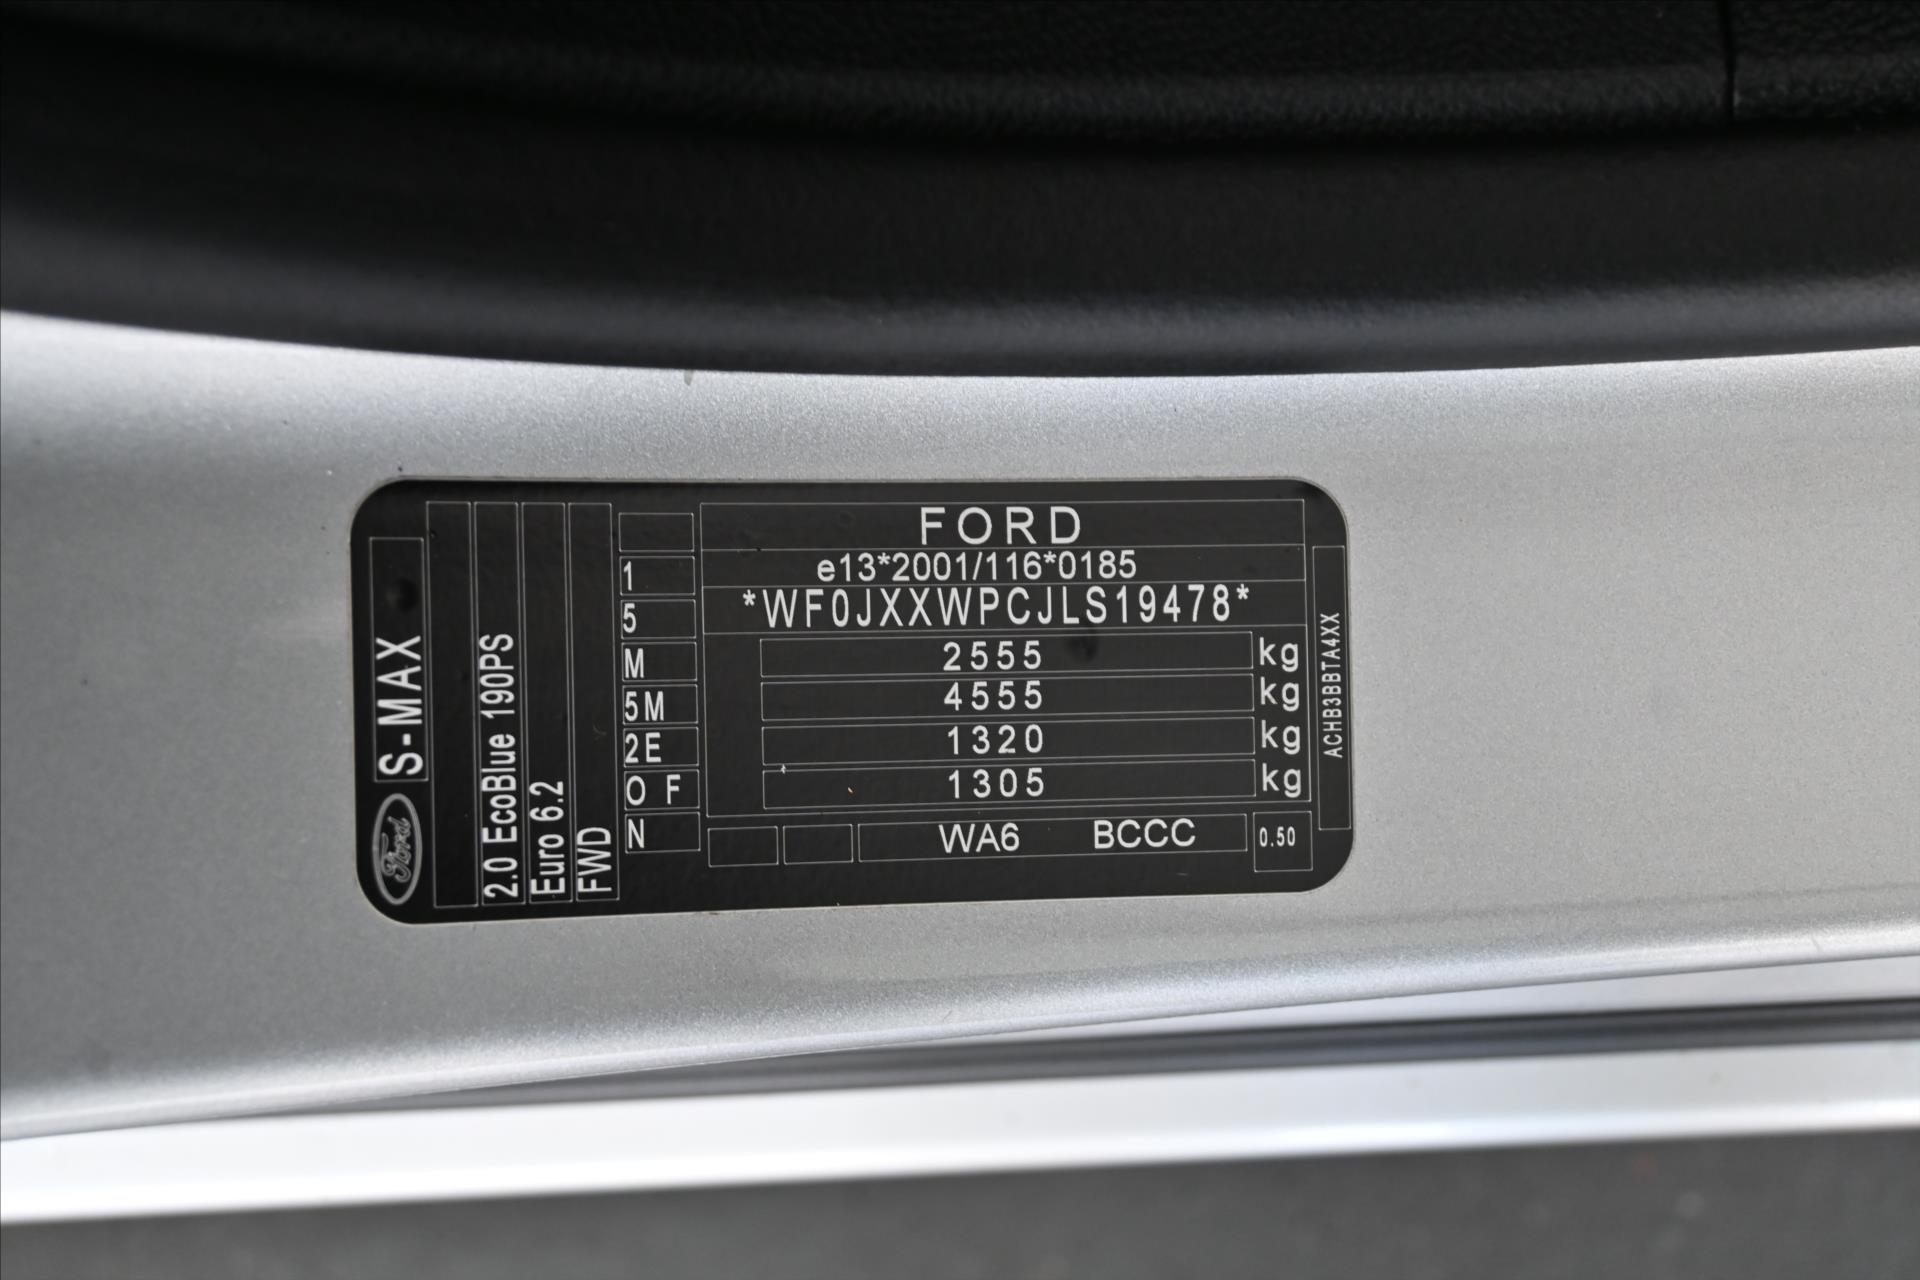 FORD
e13*2001/116*0185
*WF0JXXWPCJLS19478*
2555 kg
4555 kg
1320 kg
1305 kg
WA6 BCCC 0.50
1
5
M
5M
2E
O F
N
S-MAX
Ford
2.0 EcoBlue 190PS
Euro 6.2
FWD
ACHB3BBTA4XX